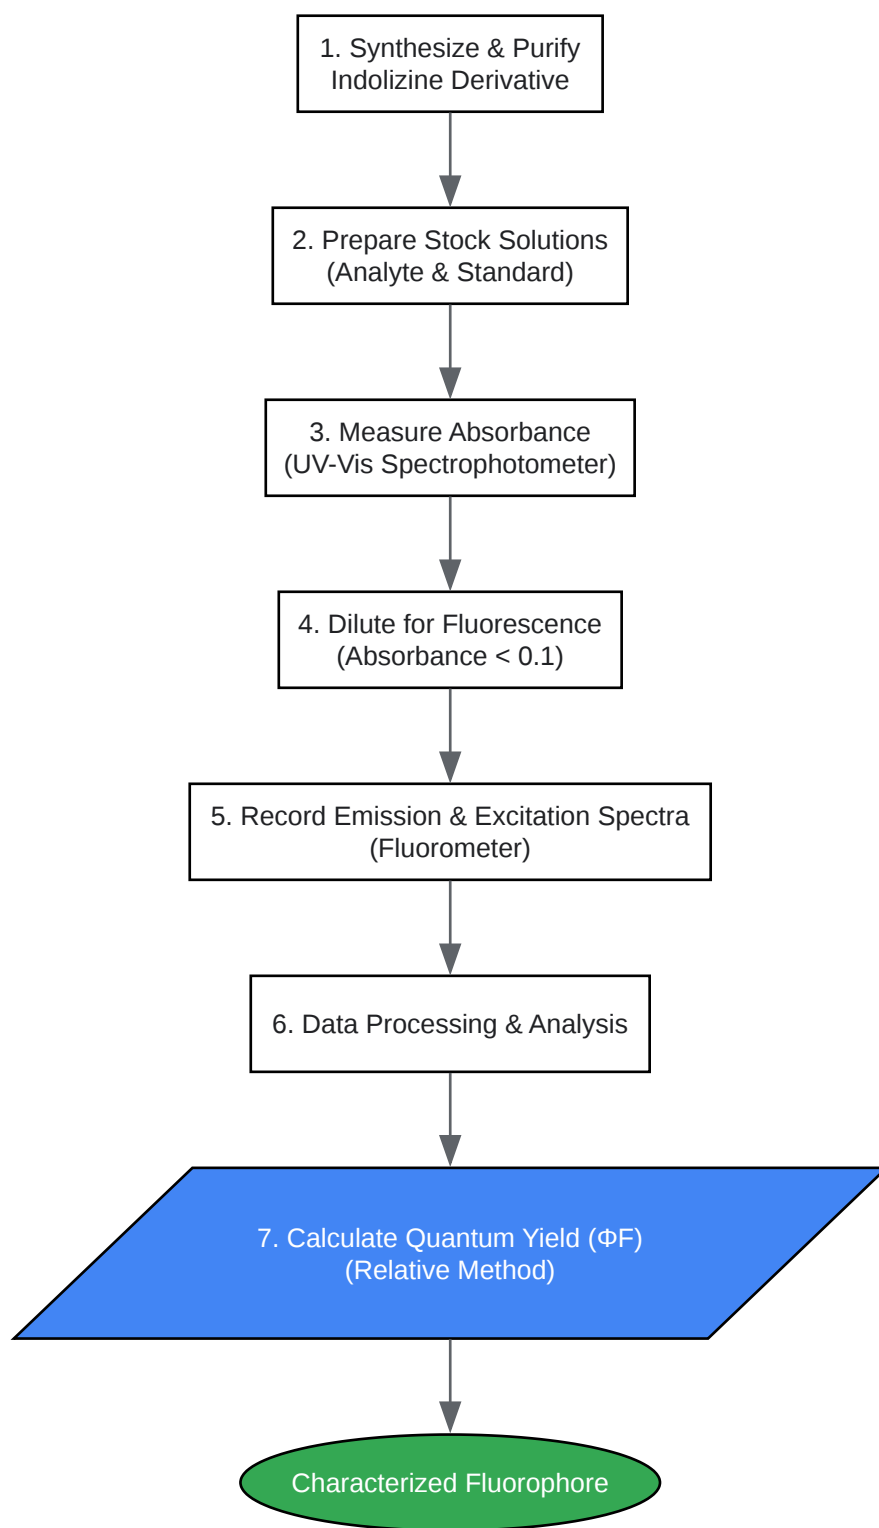 1. Synthesize & Purify
Indolizine Derivative
2. Prepare Stock Solutions
(Analyte & Standard)
3. Measure Absorbance
(UV-Vis Spectrophotometer)
4. Dilute for Fluorescence
(Absorbance < 0.1)
5. Record Emission & Excitation Spectra
(Fluorometer)
6. Data Processing & Analysis
7. Calculate Quantum Yield (ΦF)
(Relative Method)
Characterized Fluorophore